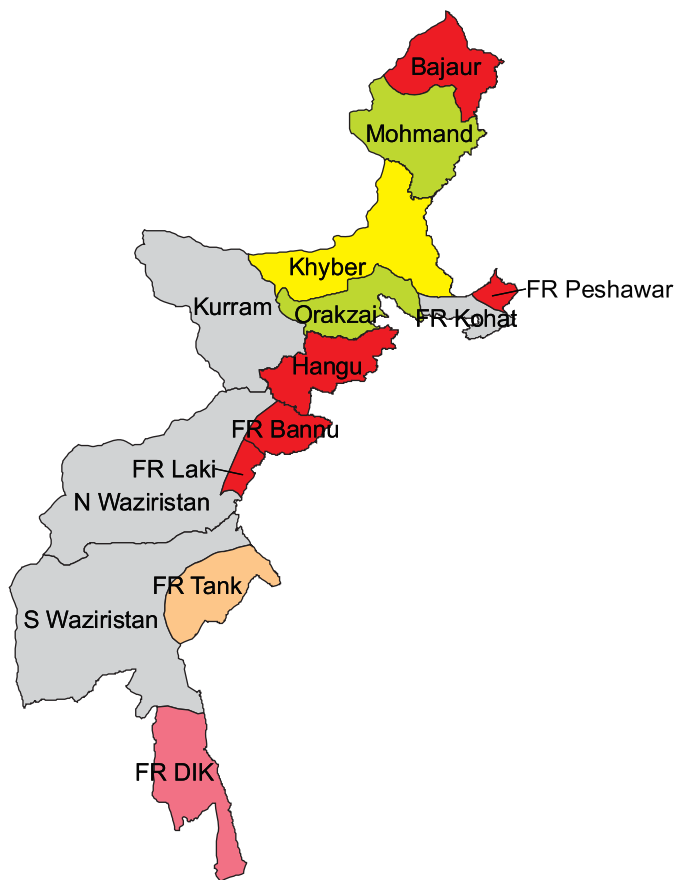 Bajaur
Mohmand
Khyber
FR Peshawar
Kurram
Orakzai
FR Kohat
Hangu
FR Bannu
FR Laki
N Waziristan
FR Tank
S Waziristan
FR DIK